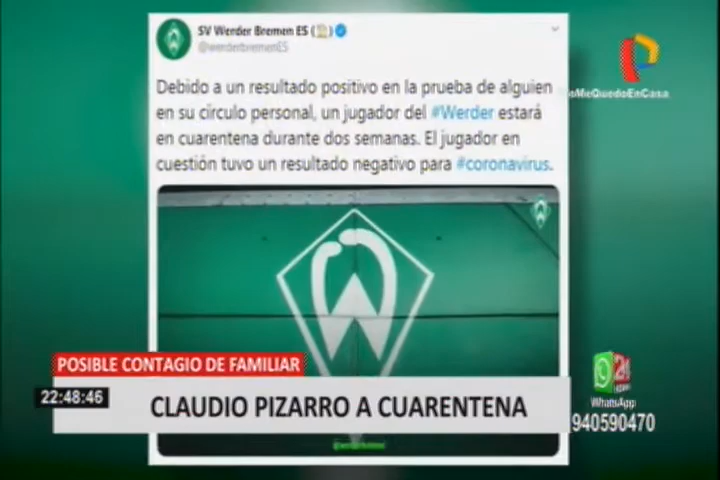 SV Werder Bremen ES
@werderbremenES
Debido a un resultado positivo en la prueba de alguien
en su círculo personal, un jugador del #Werder estará
en cuarentena durante dos semanas. El jugador en
cuestión tuvo un resultado negativo para #coronavirus.
oMeQuedoEnCasa
POSIBLE CONTAGIO DE FAMILIAR
22:48:46
CLAUDIO PIZARRO A CUARENTENA
24
WhatsApp
940590470